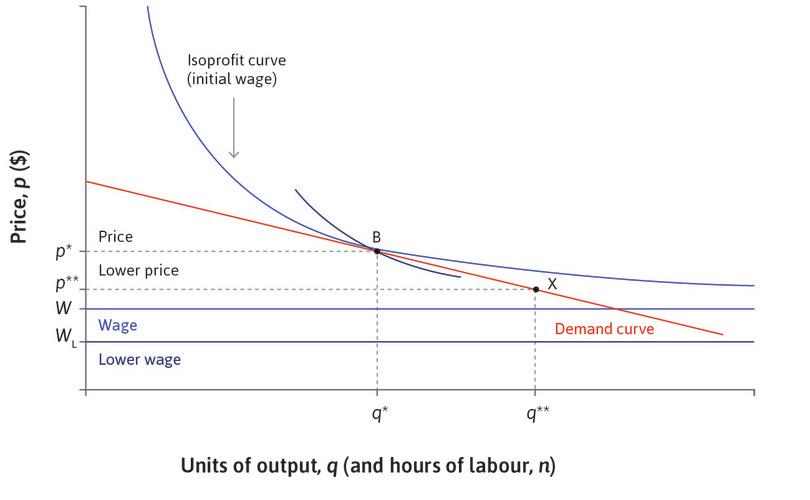 Price, p ($)
Isoprofit curve
(initial wage)
Price
B
p*
Lower price
p**
X
W
Wage
Demand curve
WL
Lower wage
q*
q**
Units of output, q (and hours of labour, n)